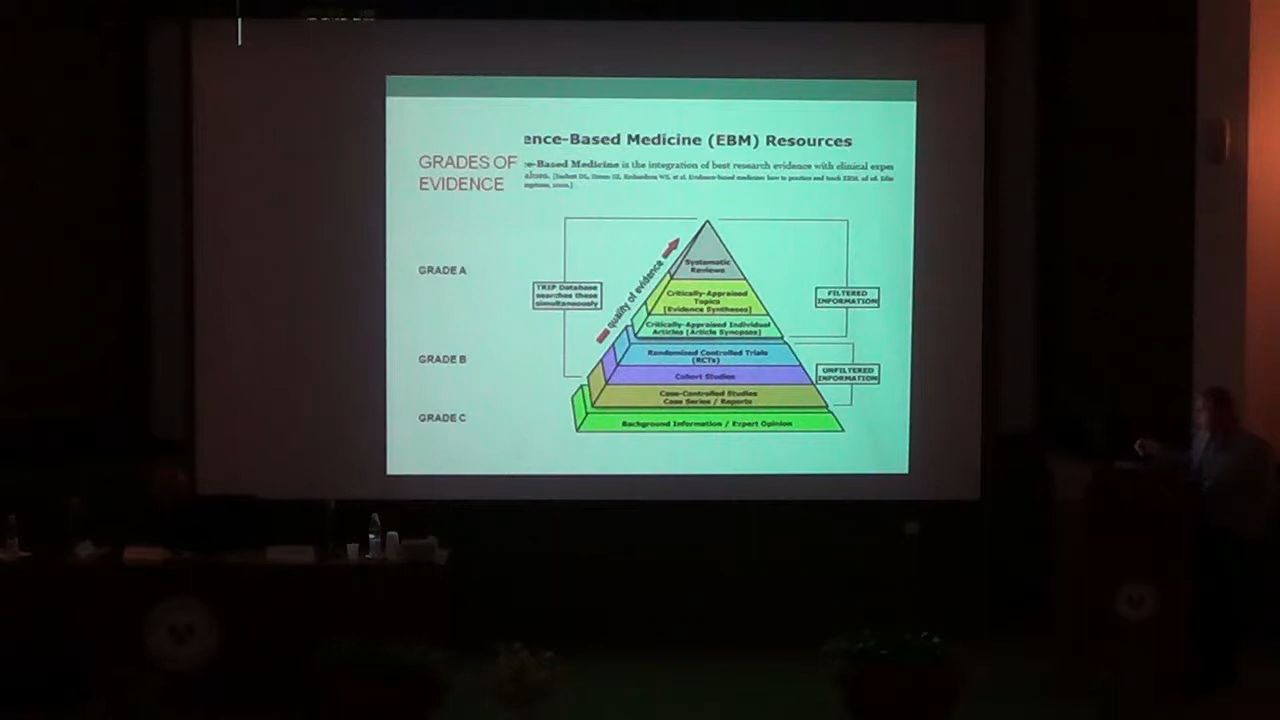 ence-Based Medicine (EBM) Resources
GRADES OF
EVIDENCE
e-Based Medicine is the integration of best research evidence with clinical exper
alues.
quality of evidence
Systematic
Reviews
GRADE A
TRIP Database
searches these
simultaneously
Critically-Appraised
Topics
[Evidence Syntheses]
FILTERED
INFORMATION
Critically-Appraised Individual
Articles [Article Synopses]
GRADE B
Randomized Controlled Trials
(RCTs)
Cohort Studies
UNFILTERED
INFORMATION
Case-Controlled Studies
Case Series / Reports
GRADE C
Background Information / Expert Opinion